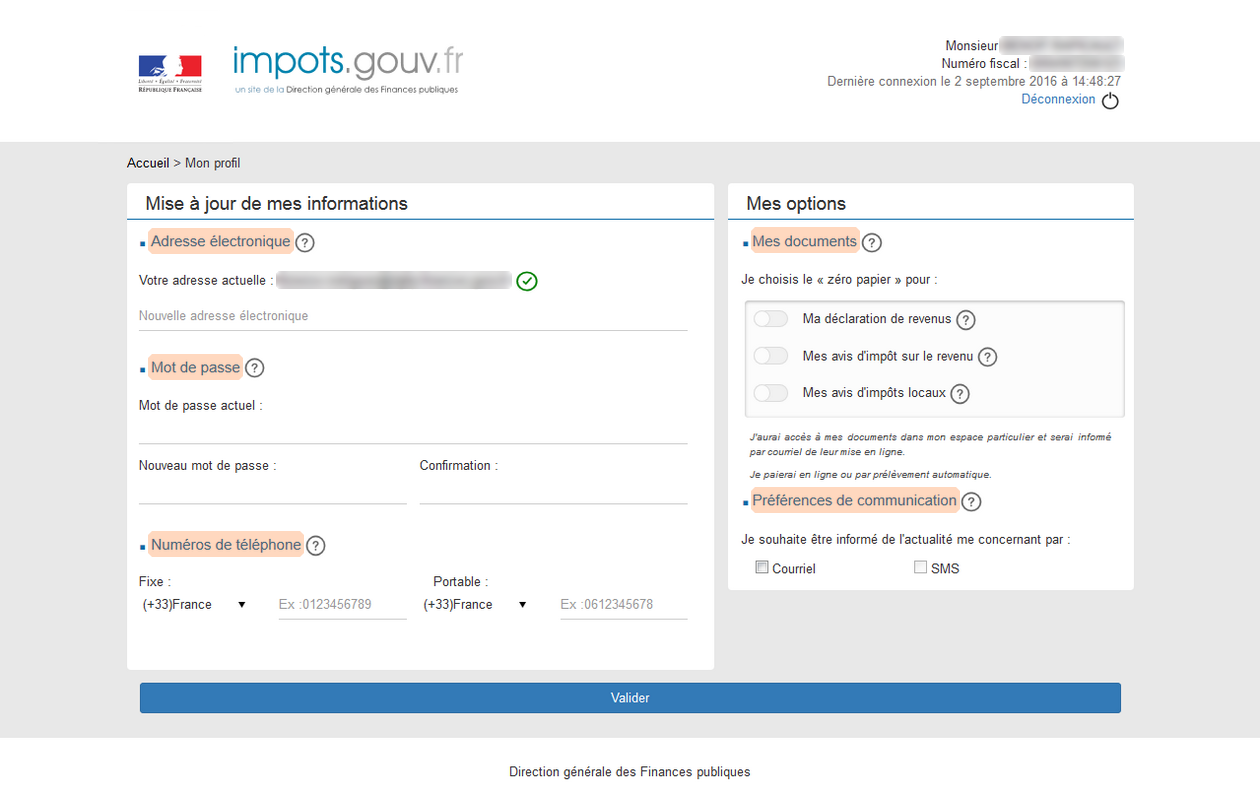 Liberté • Égalité • Fraternité
RÉPUBLIQUE FRANÇAISE
impots.gouv.fr
un site de la Direction générale des Finances publiques
Monsieur
Numéro fiscal :
Dernière connexion le 2 septembre 2016 à 14:48:27
Déconnexion
Accueil > Mon profil
Mise à jour de mes informations
Adresse électronique ?
Votre adresse actuelle :
Nouvelle adresse électronique
Mot de passe ?
Mot de passe actuel :
Nouveau mot de passe : Confirmation :
Numéros de téléphone ?
Fixe : Portable :
(+33)France Ex :0123456789 (+33)France Ex :0612345678
Mes options
Mes documents ?
Je choisis le « zéro papier » pour :
Ma déclaration de revenus ?
Mes avis d'impôt sur le revenu ?
Mes avis d'impôts locaux ?
J'aurai accès à mes documents dans mon espace particulier et serai informé
par courriel de leur mise en ligne.
Je paierai en ligne ou par prélèvement automatique.
Préférences de communication ?
Je souhaite être informé de l'actualité me concernant par :
Courriel SMS
Valider
Direction générale des Finances publiques